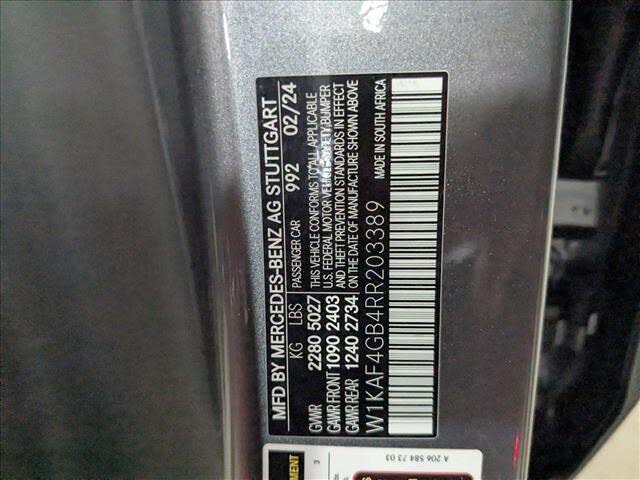 MFD BY MERCEDES-BENZ AG STUTTGART
KG LBS PASSENGER CAR 992 02/24
GVWR 2280 5027
GAWR FRONT 1090 2403
GAWR REAR 1240 2734
THIS VEHICLE CONFORMS TO ALL APPLICABLE
U.S. FEDERAL MOTOR VEHICLE SAFETY, BUMPER
AND THEFT PREVENTION STANDARDS IN EFFECT
ON THE DATE OF MANUFACTURE SHOWN ABOVE
W1KAF4GB4RR203389 MADE IN SOUTH AFRICA
A 206 584 73 03
3